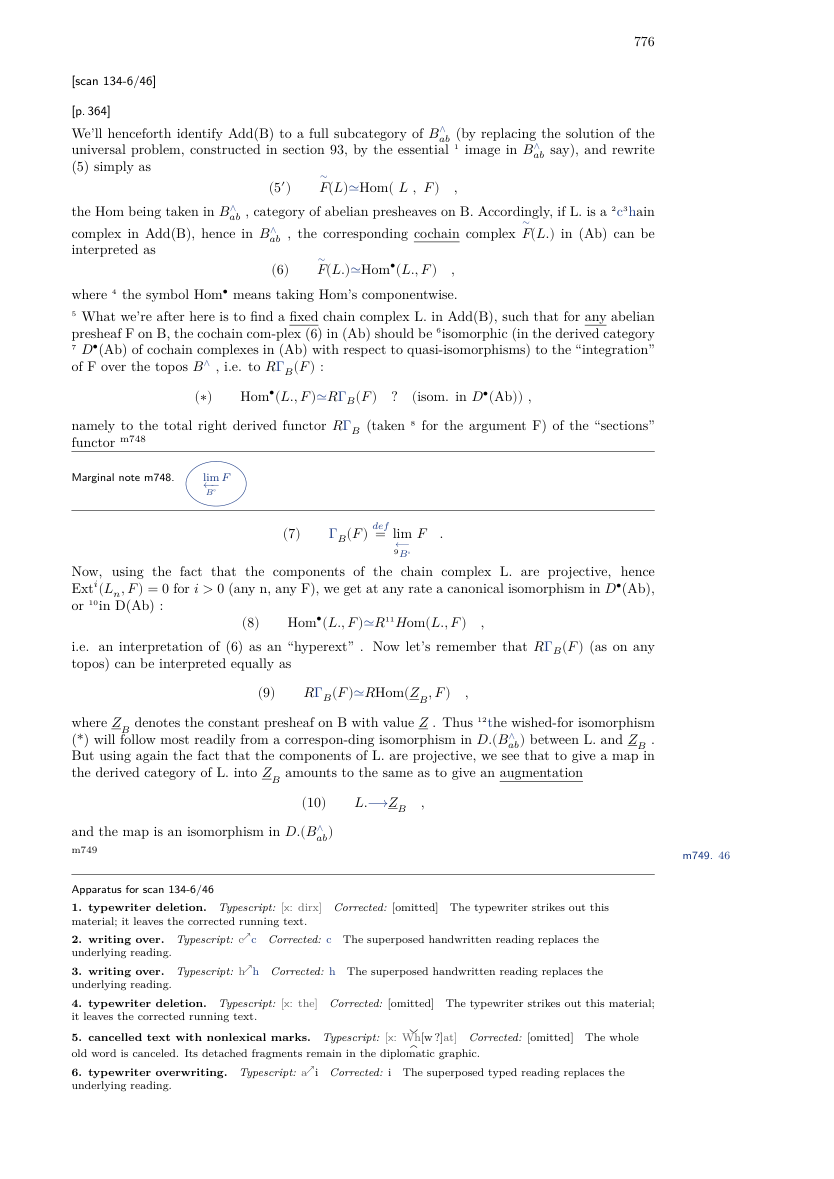 776
[scan 134-6/46]
[p. 364]
We'll henceforth identify Add(B) to a full subcategory of B^∧_ab (by replacing the solution of the
universal problem, constructed in section 93, by the essential ¹ image in B^∧_ab say), and rewrite
(5) simply as
(5′) F̃(L)≃Hom( L , F) ,
the Hom being taken in B^∧_ab , category of abelian presheaves on B. Accordingly, if L. is a ²c³hain
complex in Add(B), hence in B^∧_ab , the corresponding cochain complex F̃(L.) in (Ab) can be
interpreted as
(6) F̃(L.)≃Hom•(L., F) ,
where ⁴ the symbol Hom• means taking Hom's componentwise.
⁵ What we're after here is to find a fixed chain complex L. in Add(B), such that for any abelian
presheaf F on B, the cochain com-plex (6) in (Ab) should be ⁶isomorphic (in the derived category
⁷ D•(Ab) of cochain complexes in (Ab) with respect to quasi-isomorphisms) to the “integration”
of F over the topos B^∧ , i.e. to RΓ_B(F) :
(∗) Hom•(L., F)≃RΓ_B(F) ? (isom. in D•(Ab)) ,
namely to the total right derived functor RΓ_B (taken ⁸ for the argument F) of the “sections”
functor m748
Marginal note m748. lim F
← B°
(7) Γ_B(F) =^def lim F .
← ⁹B°
Now, using the fact that the components of the chain complex L. are projective, hence
Ext^i(L_n, F) = 0 for i > 0 (any n, any F), we get at any rate a canonical isomorphism in D•(Ab),
or ¹⁰in D(Ab) :
(8) Hom•(L., F)≃R¹¹Hom(L., F) ,
i.e. an interpretation of (6) as an “hyperext” . Now let's remember that RΓ_B(F) (as on any
topos) can be interpreted equally as
(9) RΓ_B(F)≃RHom(Z_B, F) ,
where Z_B denotes the constant presheaf on B with value Z . Thus ¹²the wished-for isomorphism
(*) will follow most readily from a correspon-ding isomorphism in D.(B^∧_ab) between L. and Z_B .
But using again the fact that the components of L. are projective, we see that to give a map in
the derived category of L. into Z_B amounts to the same as to give an augmentation
(10) L.⟶Z_B ,
and the map is an isomorphism in D.(B^∧_ab)
m749
m749. 46
Apparatus for scan 134-6/46
1. typewriter deletion. Typescript: [x: dirx] Corrected: [omitted] The typewriter strikes out this
material; it leaves the corrected running text.
2. writing over. Typescript: c↗c Corrected: c The superposed handwritten reading replaces the
underlying reading.
3. writing over. Typescript: h↗h Corrected: h The superposed handwritten reading replaces the
underlying reading.
4. typewriter deletion. Typescript: [x: the] Corrected: [omitted] The typewriter strikes out this material;
it leaves the corrected running text.
5. cancelled text with nonlexical marks. Typescript: [x: Wh[w ?]at] Corrected: [omitted] The whole
old word is canceled. Its detached fragments remain in the diplomatic graphic.
6. typewriter overwriting. Typescript: a↗i Corrected: i The superposed typed reading replaces the
underlying reading.